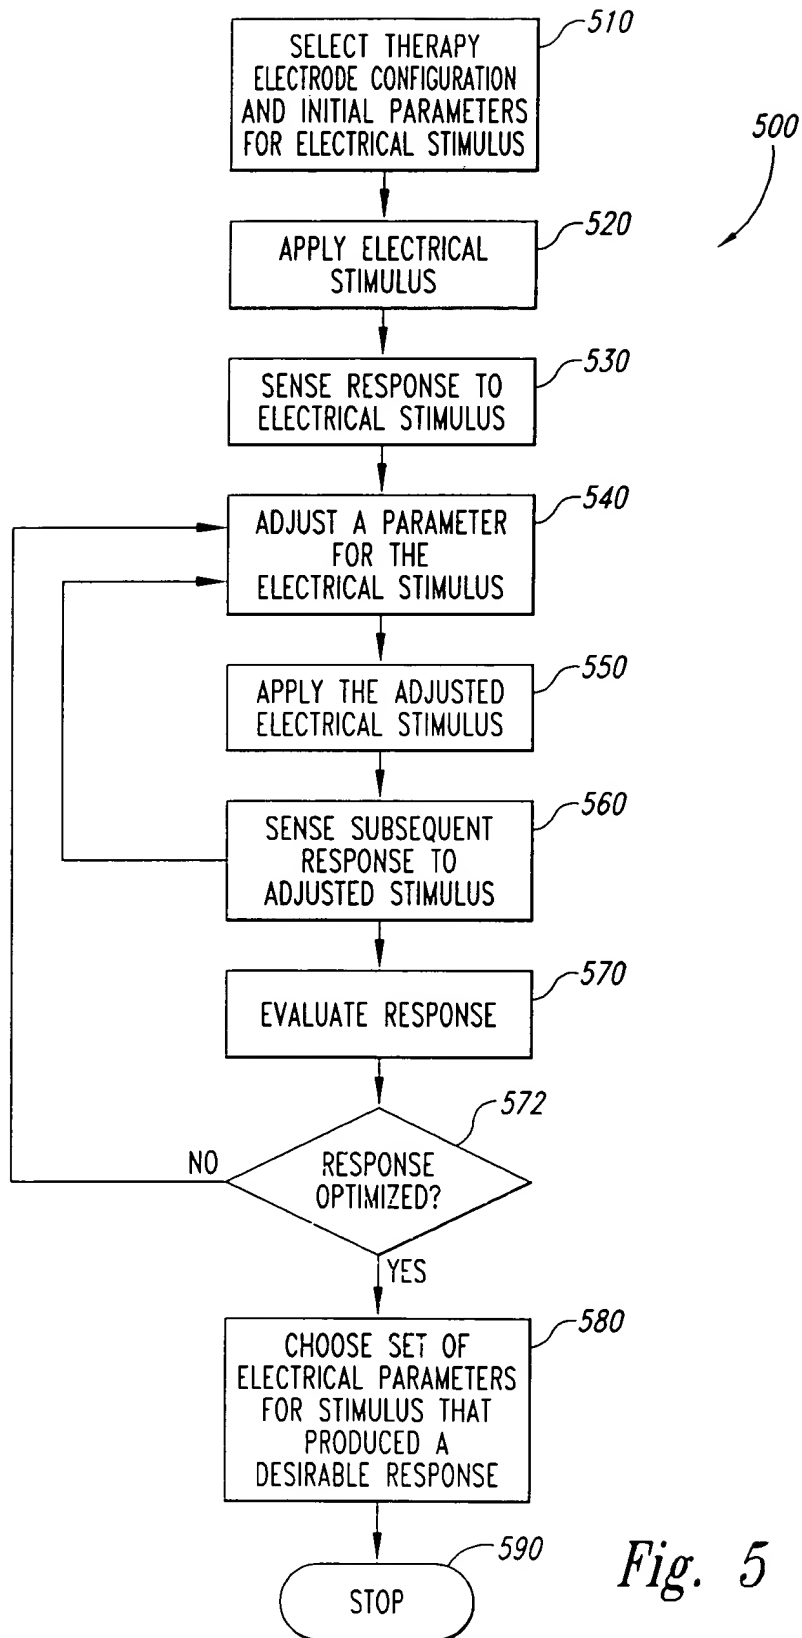 510
SELECT THERAPY
ELECTRODE CONFIGURATION
AND INITIAL PARAMETERS
FOR ELECTRICAL STIMULUS
500
520
APPLY ELECTRICAL
STIMULUS
530
SENSE RESPONSE TO
ELECTRICAL STIMULUS
540
ADJUST A PARAMETER
FOR THE
ELECTRICAL STIMULUS
550
APPLY THE ADJUSTED
ELECTRICAL STIMULUS
560
SENSE SUBSEQUENT
RESPONSE TO
ADJUSTED STIMULUS
570
EVALUATE RESPONSE
572
NO
RESPONSE
OPTIMIZED?
YES
580
CHOOSE SET OF
ELECTRICAL PARAMETERS
FOR STIMULUS THAT
PRODUCED A
DESIRABLE RESPONSE
590
STOP
Fig. 5